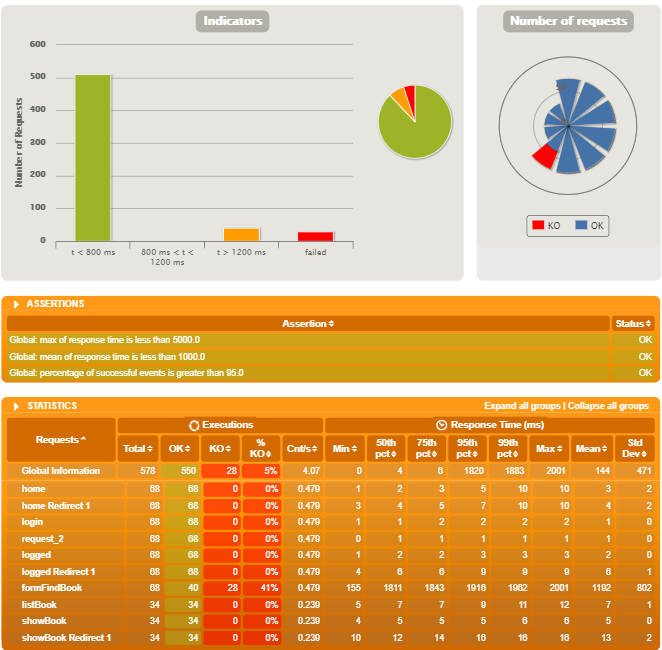 Indicators
Number of requests
Number of Requests
600
500
400
300
200
100
0
t < 800 ms
800 ms < t < 1200 ms
t > 1200 ms
failed
KO OK
ASSERTIONS
Assertion Status
Global: max of response time is less than 5000.0 OK
Global: mean of response time is less than 1000.0 OK
Global: percentage of successful events is greater than 95.0 OK
STATISTICS Expand all groups | Collapse all groups
Requests Executions Response Time (ms)
Total OK KO % KO Cnt/s Min 50th pct 75th pct 95th pct 99th pct Max Mean Std Dev
Global Information 578 550 28 5% 4.07 0 4 6 1820 1883 2001 144 471
home 68 68 0 0% 0.479 1 2 3 5 10 10 3 2
home Redirect 1 68 68 0 0% 0.479 3 4 5 7 10 10 4 2
login 68 68 0 0% 0.479 1 1 2 2 2 2 1 0
request_2 68 68 0 0% 0.479 0 1 1 1 1 1 1 0
logged 68 68 0 0% 0.479 1 2 2 3 3 3 2 0
logged Redirect 1 68 68 0 0% 0.479 4 6 6 9 9 9 6 1
formFindBook 68 40 28 41% 0.479 155 1811 1843 1916 1962 2001 1192 802
listBook 34 34 0 0% 0.239 5 7 7 9 11 12 7 1
showBook 34 34 0 0% 0.239 4 5 5 5 6 6 5 0
showBook Redirect 1 34 34 0 0% 0.239 10 12 14 16 16 16 13 2